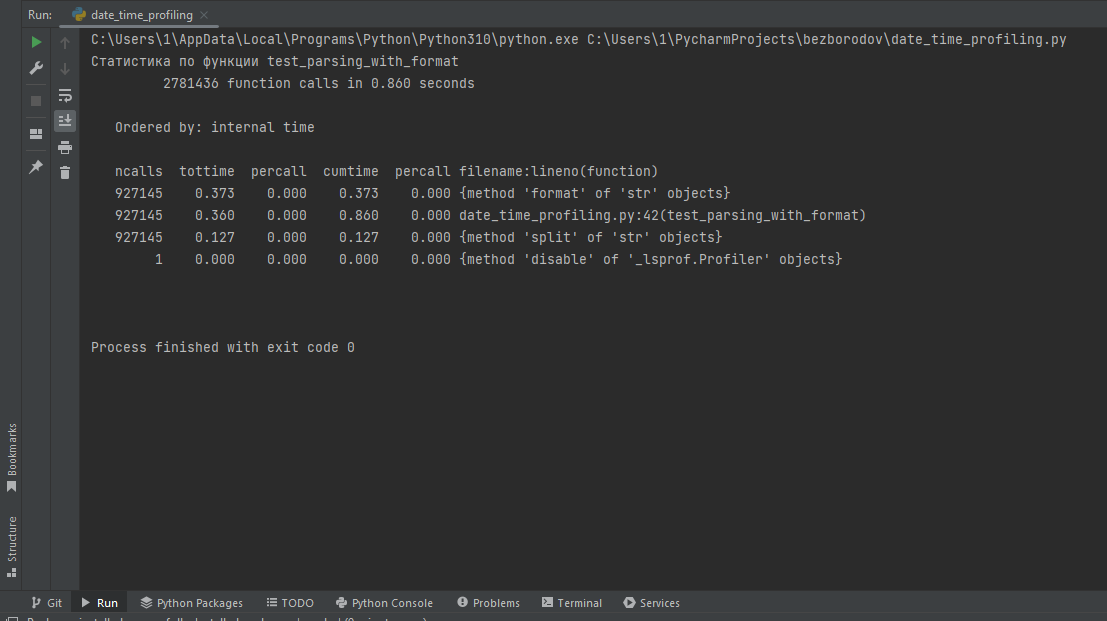 Run: date_time_profiling
C:\Users\1\AppData\Local\Programs\Python\Python310\python.exe C:\Users\1\PycharmProjects\bezborodov\date_time_profiling.py
Статистика по функции test_parsing_with_format
2781436 function calls in 0.860 seconds
Ordered by: internal time
ncalls tottime percall cumtime percall filename:lineno(function)
927145 0.373 0.000 0.373 0.000 {method 'format' of 'str' objects}
927145 0.360 0.000 0.860 0.000 date_time_profiling.py:42(test_parsing_with_format)
927145 0.127 0.000 0.127 0.000 {method 'split' of 'str' objects}
1 0.000 0.000 0.000 0.000 {method 'disable' of '_lsprof.Profiler' objects}
Process finished with exit code 0
Bookmarks
Structure
Git Run Python Packages TODO Python Console Problems Terminal Services